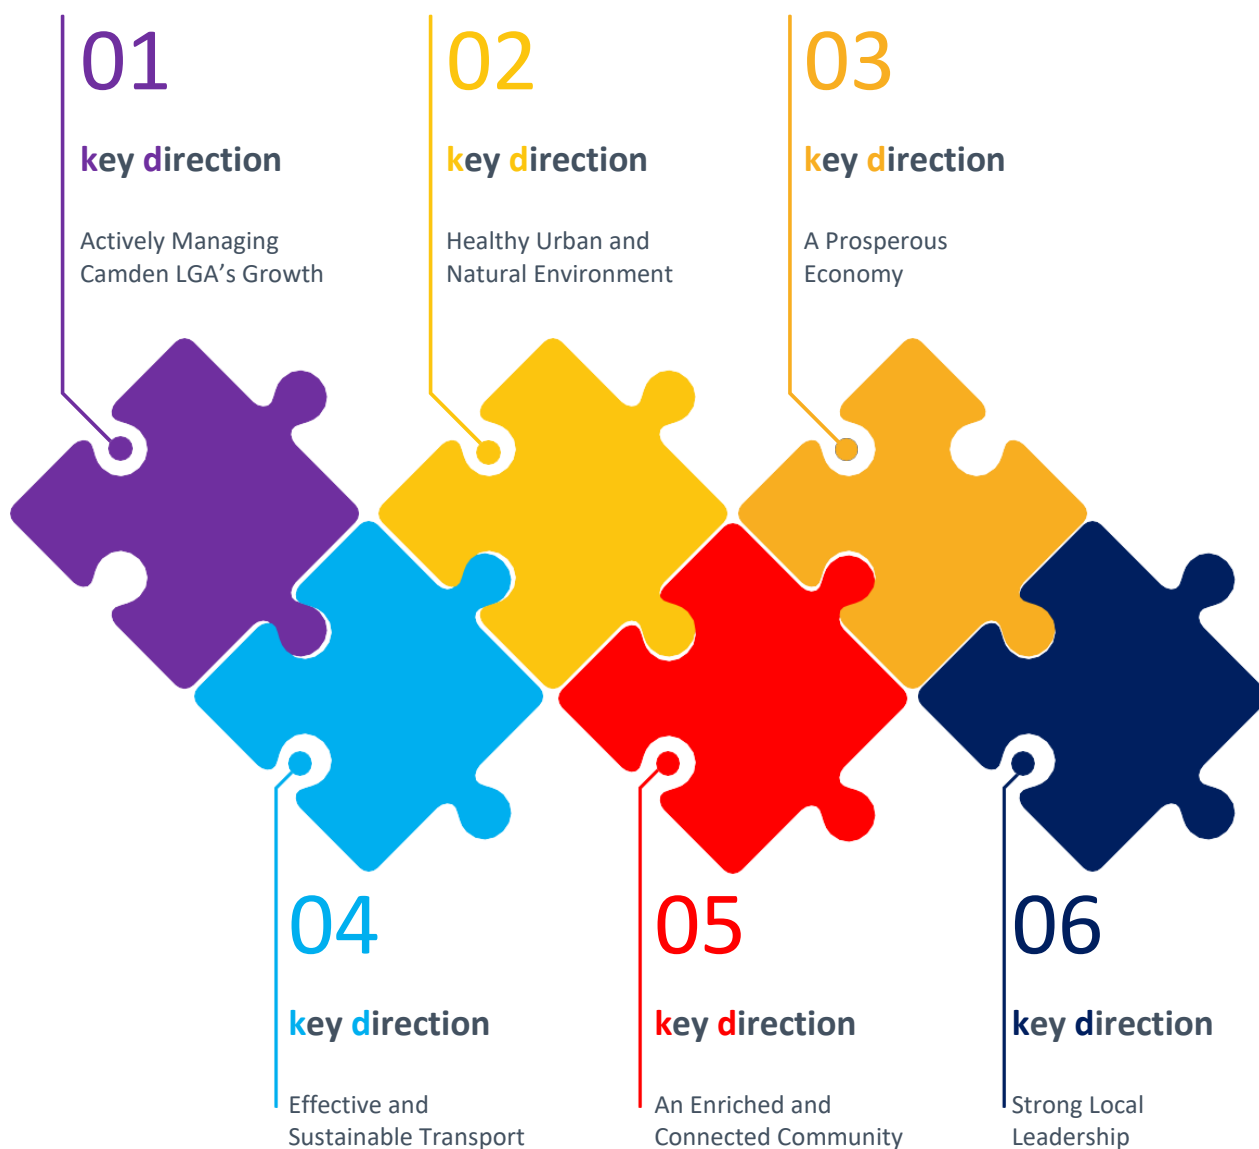 01
key direction
Actively Managing
Camden LGA’s Growth
02
key direction
Healthy Urban and
Natural Environment
03
key direction
A Prosperous
Economy
04
key direction
Effective and
Sustainable Transport
05
key direction
An Enriched and
Connected Community
06
key direction
Strong Local
Leadership